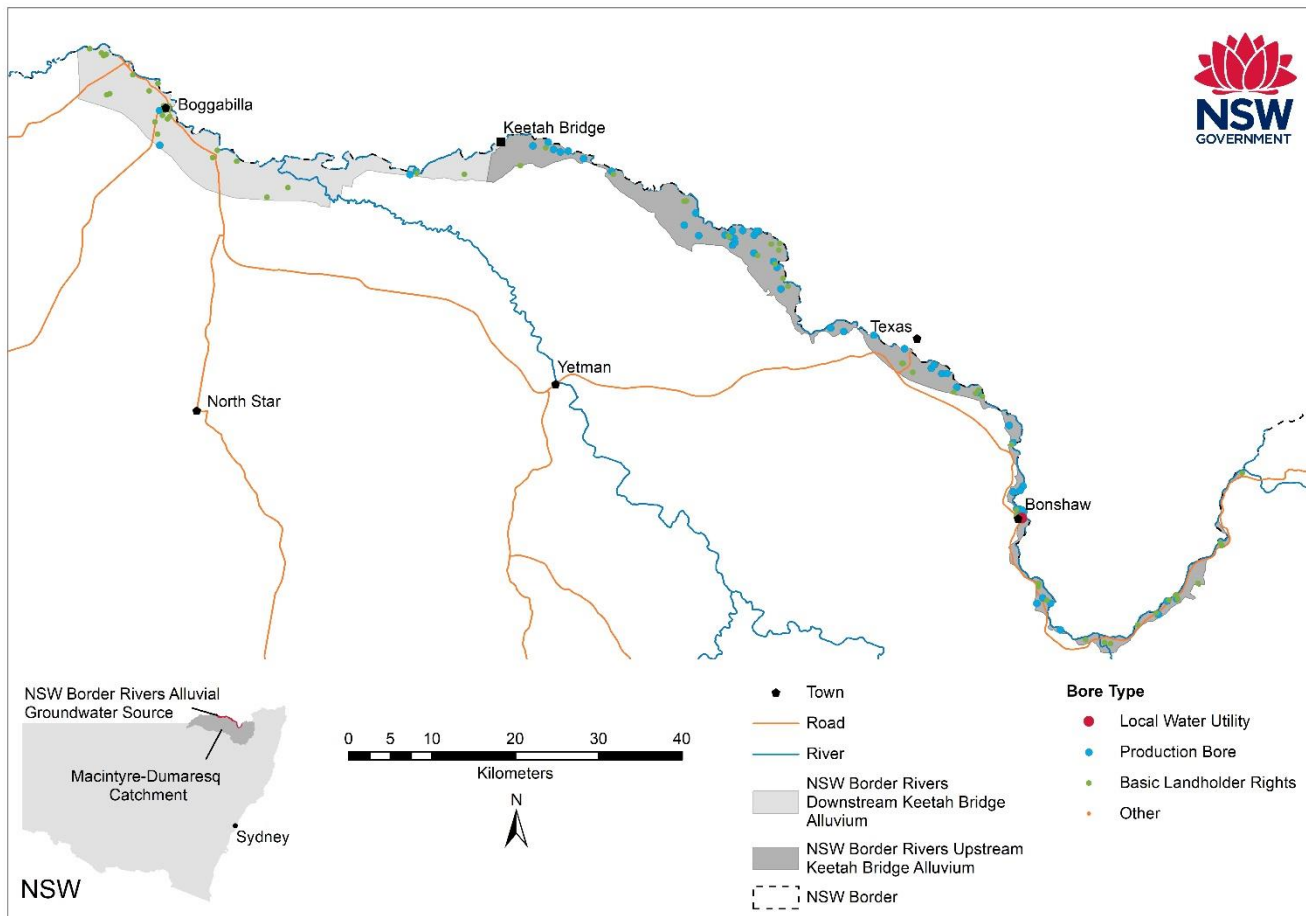 Boggabilla
Keetah Bridge
NSW
GOVERNMENT
Texas
Yetman
North Star
Bonshaw
NSW Border Rivers Alluvial
Groundwater Source
Macintyre-Dumaresq
Catchment
Sydney
NSW
0 5 10 20 30 40
Kilometers
N
Town
Road
River
NSW Border Rivers
Downstream Keetah Bridge
Alluvium
NSW Border Rivers Upstream
Keetah Bridge Alluvium
NSW Border
Bore Type
Local Water Utility
Production Bore
Basic Landholder Rights
Other